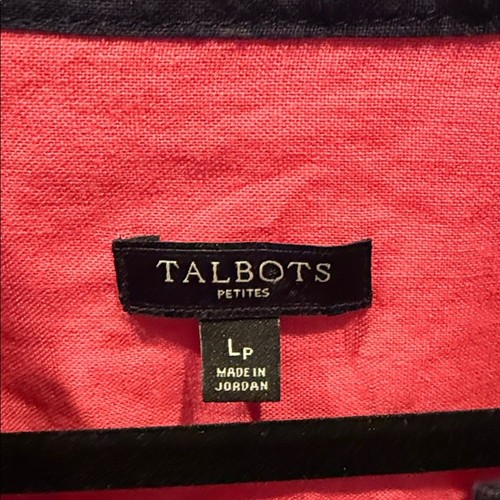 TALBOTS
PETITES
LP
MADE IN
JORDAN